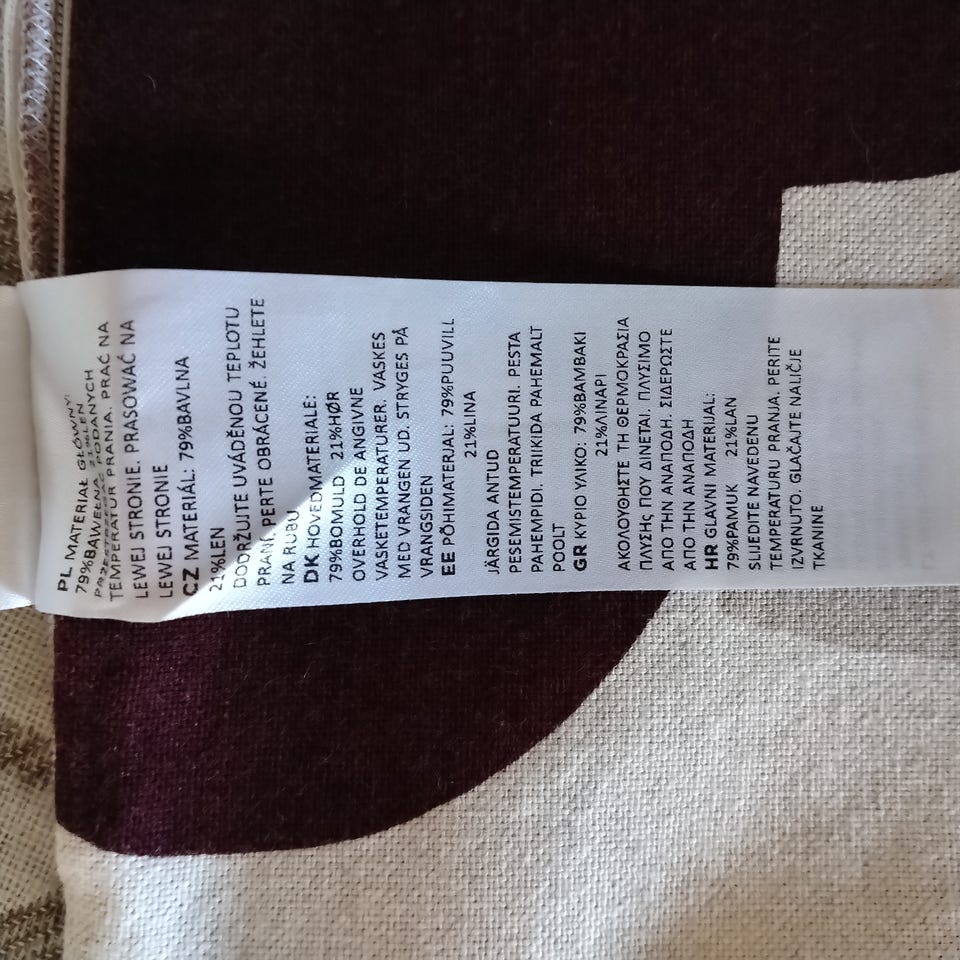 PL MATERIAŁ GŁÓWNY:
79%BAWEŁNA 21%LEN
PRZESTRZEGAĆ PODANYCH
TEMPERATUR PRANIA. PRAĆ NA
LEWEJ STRONIE. PRASOWAĆ NA
LEWEJ STRONIE
CZ MATERIÁL: 79%BAVLNA
21%LEN
DODRŽUJTE UVÁDĚNOU TEPLOTU
PRANÍ. PERTE OBRÁCENÉ. ŽEHLETE
NA RUBU
DK HOVEDMATERIALE:
79%BOMULD 21%HØR
OVERHOLD DE ANGIVNE
VASKETEMPERATURER. VASKES
MED VRANGEN UD. STRYGES PÅ
VRANGSIDEN
EE PÕHIMATERJAL: 79%PUUVILL
21%LINA
JÄRGIDA ANTUD
PESEMISTEMPERATUURI. PESTA
PAHEMPIDI. TRIIKIDA PAHEMALT
POOLT
GR ΚΥΡΙΟ ΥΛΙΚΟ: 79%ΒΑΜΒΑΚΙ
21%ΛΙΝΑΡΙ
ΑΚΟΛΟΥΘΗΣΤΕ ΤΗ ΘΕΡΜΟΚΡΑΣΙΑ
ΠΛΥΣΗΣ ΠΟΥ ΔΙΝΕΤΑΙ. ΠΛΥΣΙΜΟ
ΑΠΟ ΤΗΝ ΑΝΑΠΟΔΗ. ΣΙΔΕΡΩΣΤΕ
ΑΠΟ ΤΗΝ ΑΝΑΠΟΔΗ
HR GLAVNI MATERIAL:
79%PAMUK 21%LAN
SLIJEDITE NAVEDENU
TEMPERATURU PRANJA. PERITE
IZVRNUTO. GLAČAJTE NALIČJE
TKANINE